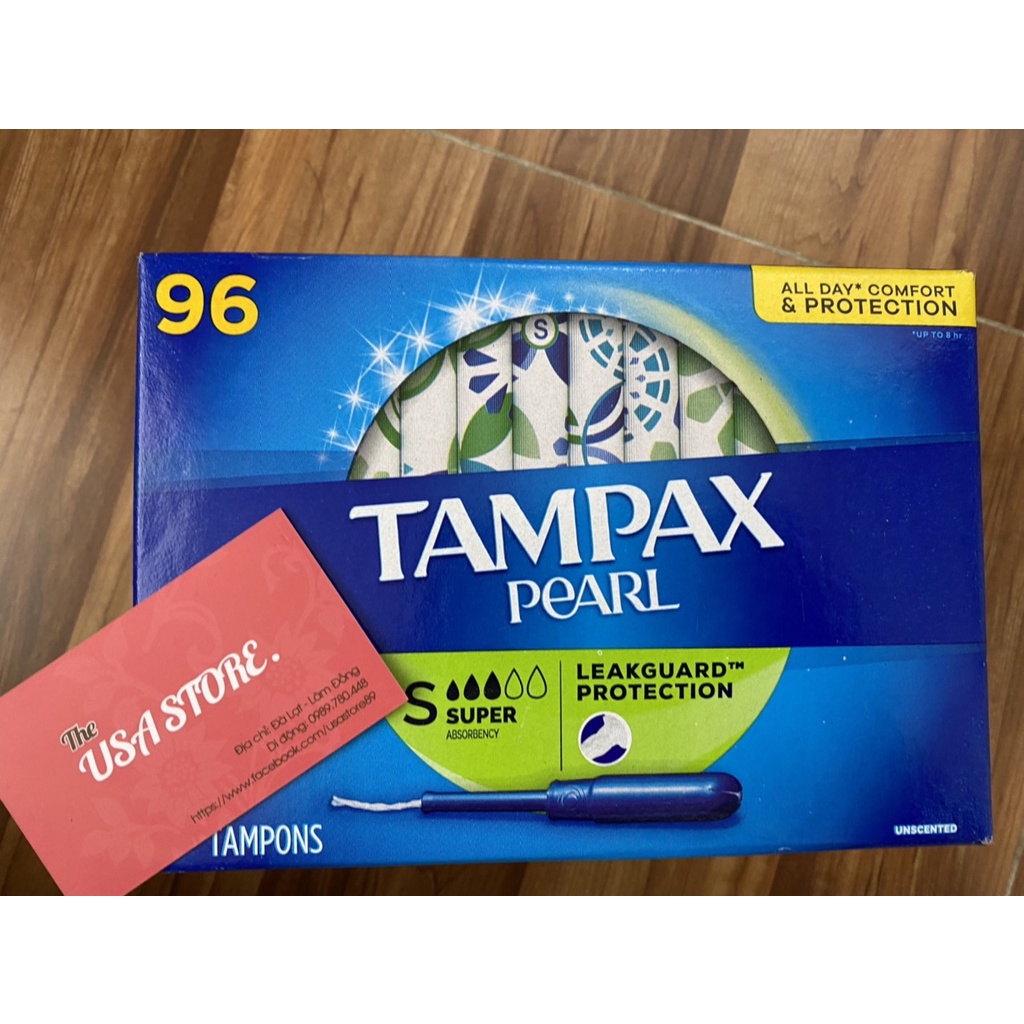 96
ALL DAY* COMFORT
& PROTECTION
*UP TO 8 hr
S
TAMPAX
PEARL
S
SUPER
ABSORBENCY
LEAKGUARD™
PROTECTION
TAMPONS
UNSCENTED
The
USA STORE.
Địa chỉ: Đà Lạt - Lâm Đồng
Di động: 0989.780.448
https://www.facebook.com/usastore89